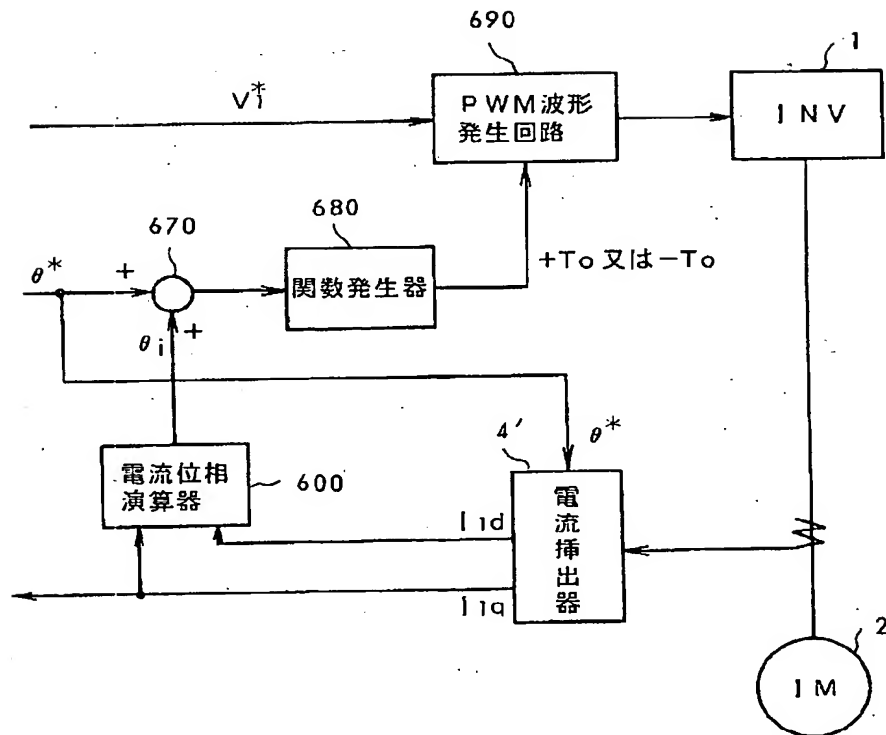 690
1
V1*
PWM波形
発生回路
INV
670
680
θ*
+
関数発生器
+To又は−To
θi
+
4′
θ*
電流位相
演算器
600
電流挿出器
I1d
I1q
2
IM